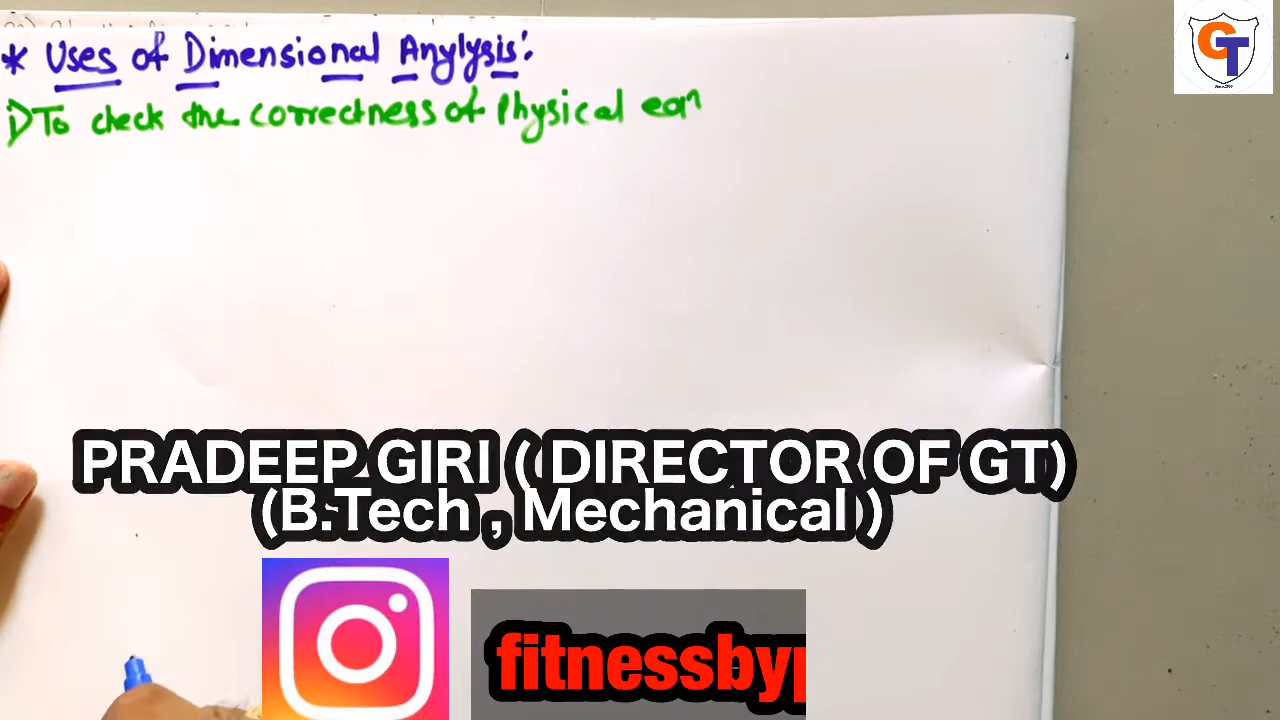 * Uses of Dimensional Anylysis:
GT
i) To check the correctness of Physical eqn
PRADEEP GIRI ( DIRECTOR OF GT)
(B.Tech , Mechanical )
fitnessbyp